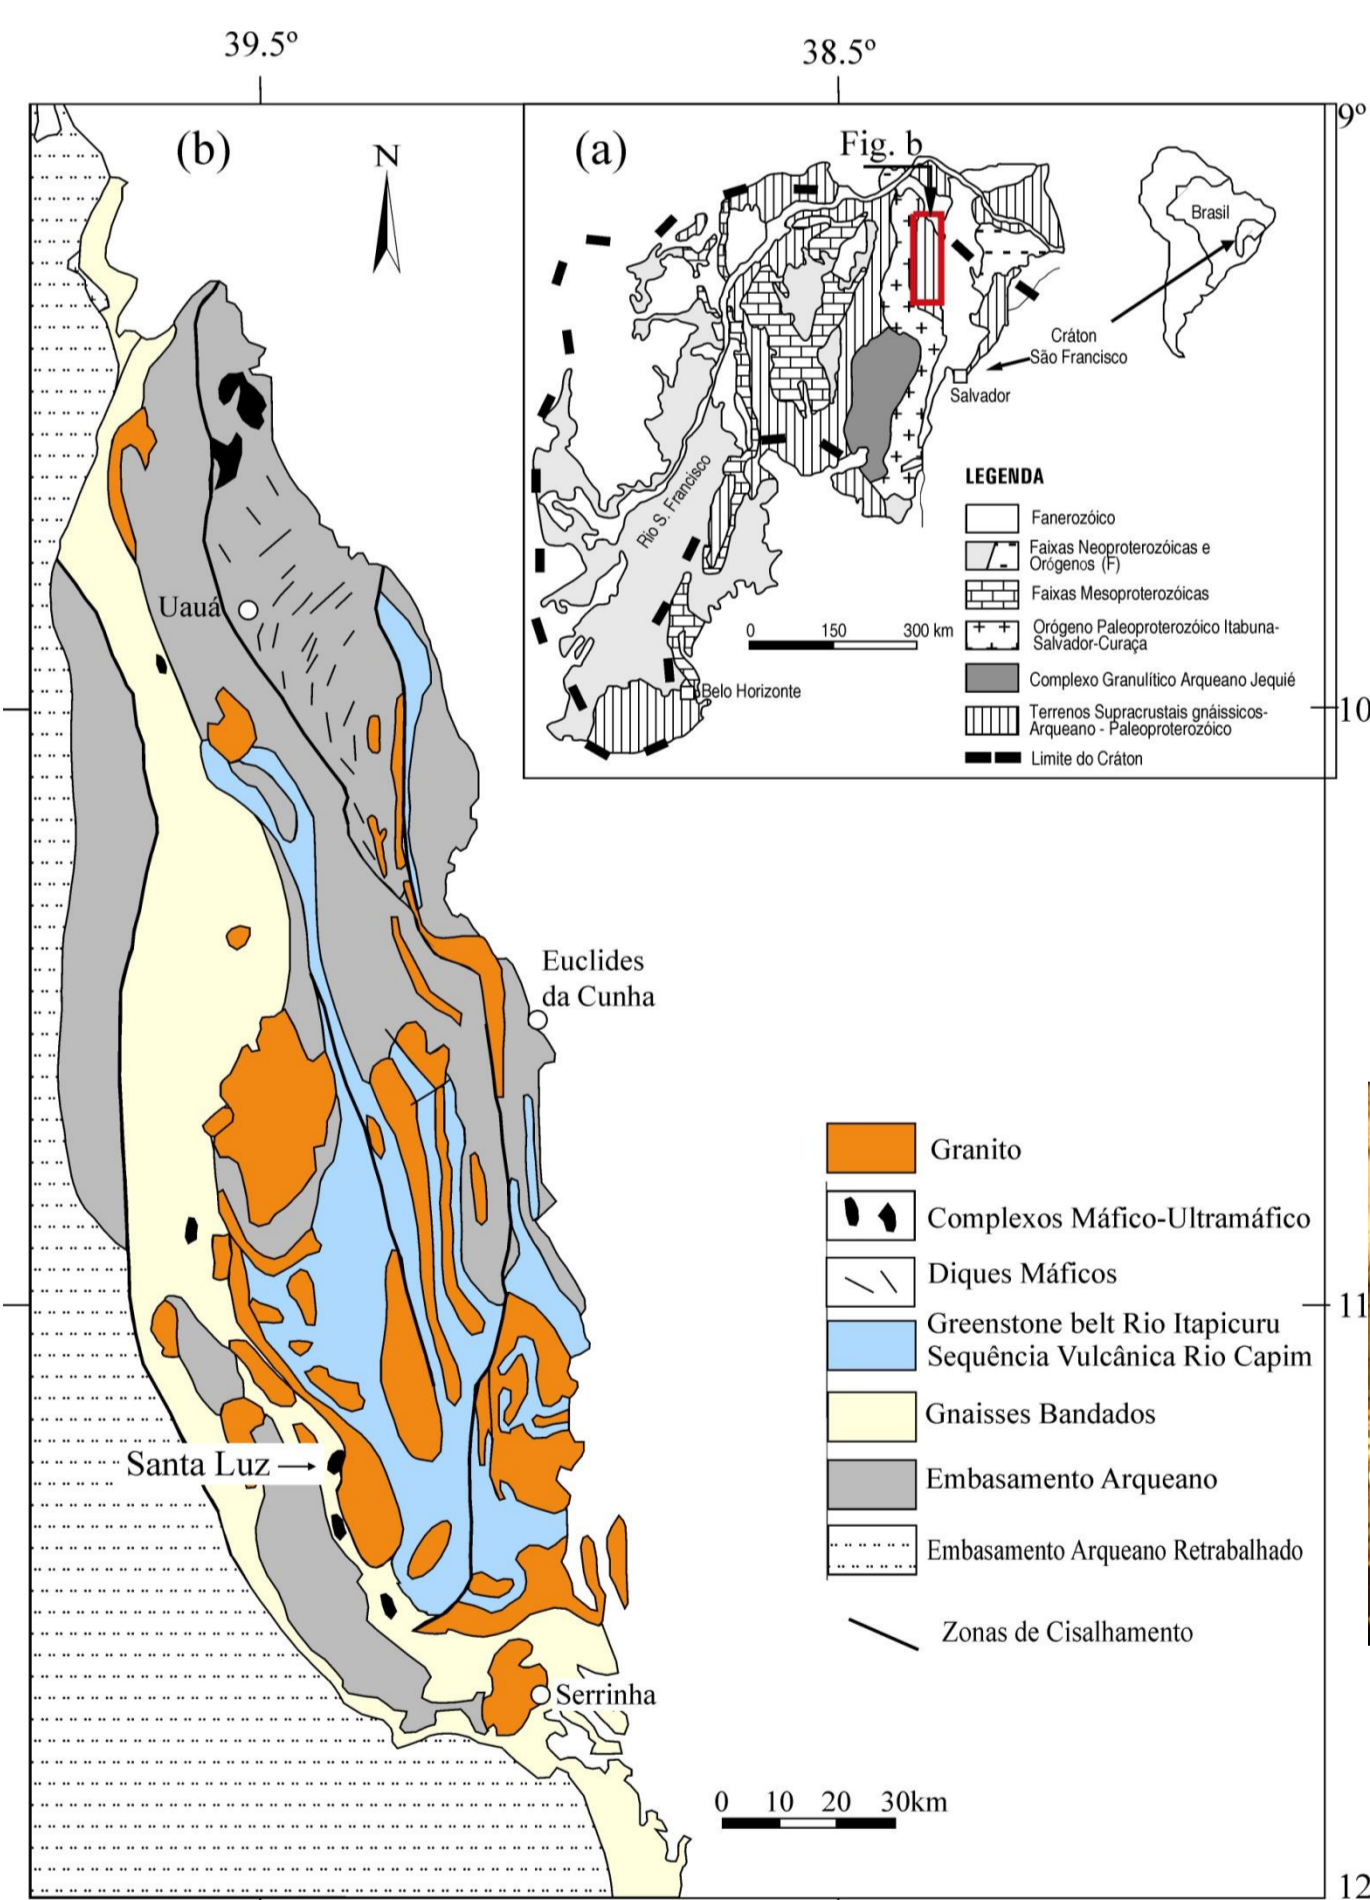 39.5º
38.5º
9º
(b)
N
(a)
Fig. b
Brasil
Cráton
São Francisco
Salvador
Rio S. Francisco
LEGENDA
Fanerozóico
Faixas Neoproterozóicas e
Orógenos (F)
Faixas Mesoproterozóicas
0 150 300 km
Orógeno Paleoproterozóico Itabuna-
Salvador-Curaça
Complexo Granulítico Arqueano Jequié
Belo Horizonte
Terrenos Supracrustais gnáissicos-
Arqueano - Paleoproterozóico
Limite do Cráton
10
Uauá
Euclides
da Cunha
Granito
Complexos Máfico-Ultramáfico
Diques Máficos
11
Greenstone belt Rio Itapicuru
Sequência Vulcânica Rio Capim
Gnaisses Bandados
Santa Luz
Embasamento Arqueano
Embasamento Arqueano Retrabalhado
Zonas de Cisalhamento
Serrinha
0 10 20 30km
12